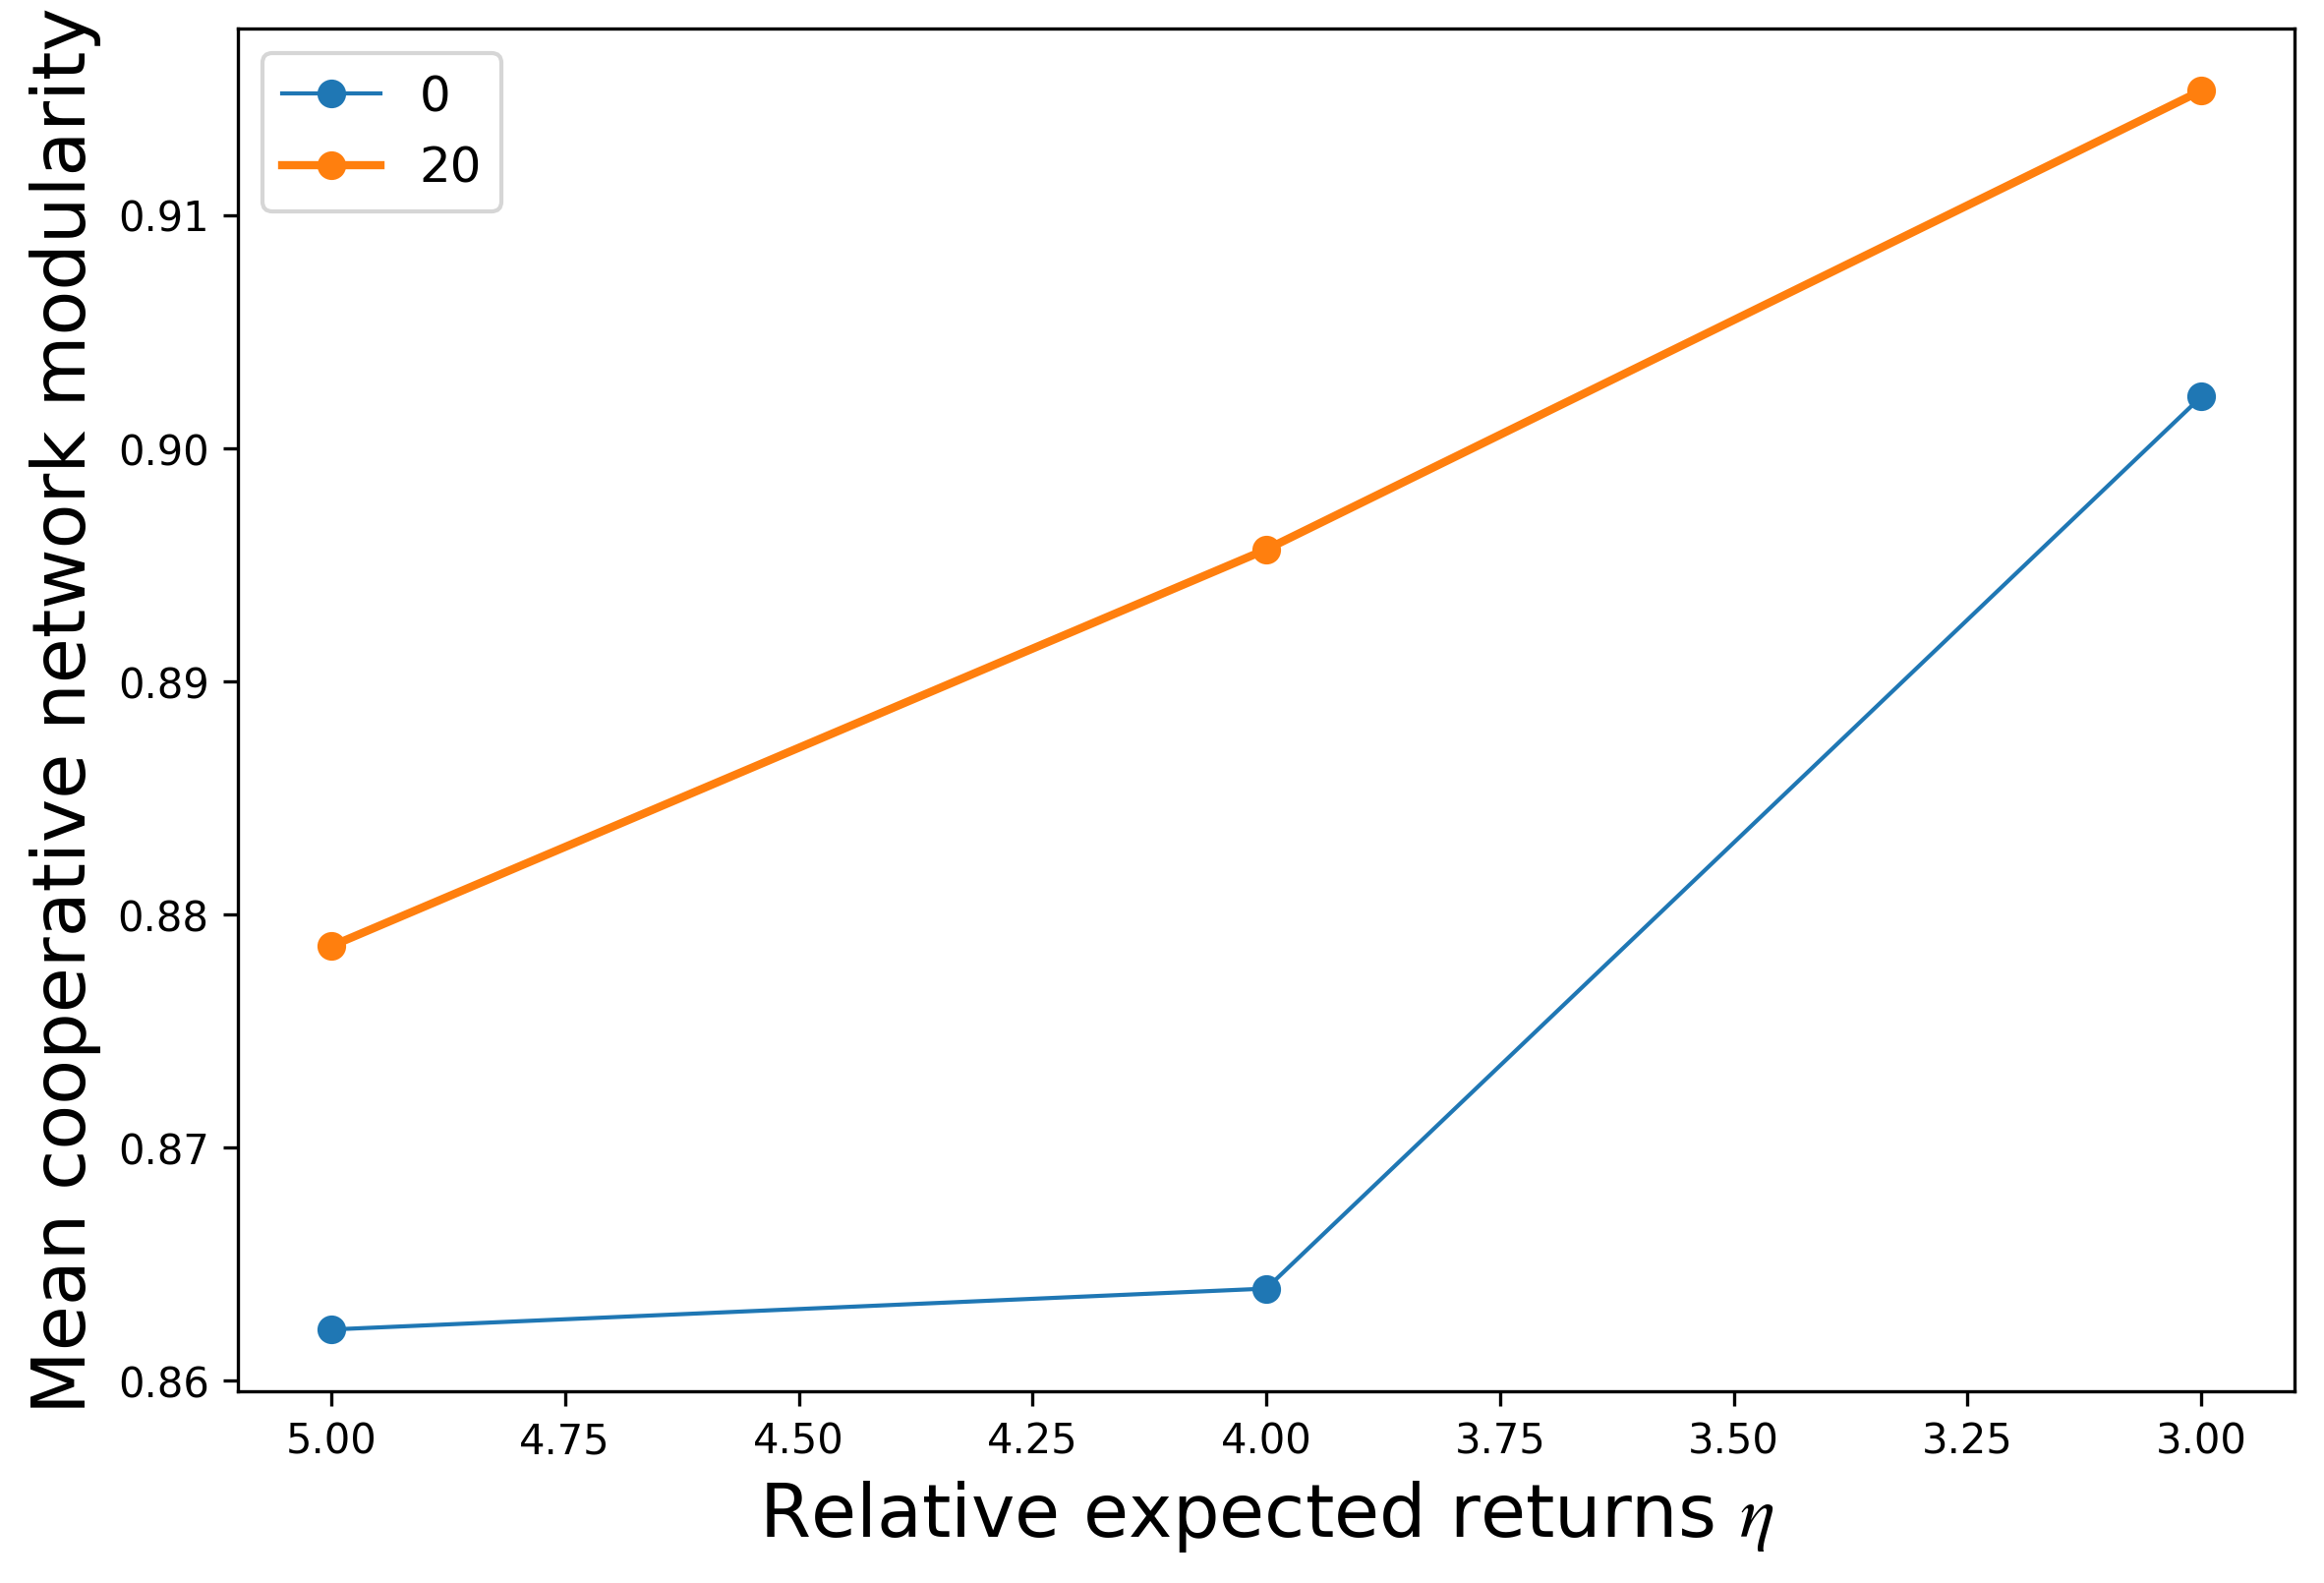 Mean cooperative network modularity
0
20
0.91
0.90
0.89
0.88
0.87
0.86
5.00 4.75 4.50 4.25 4.00 3.75 3.50 3.25 3.00
Relative expected returns η